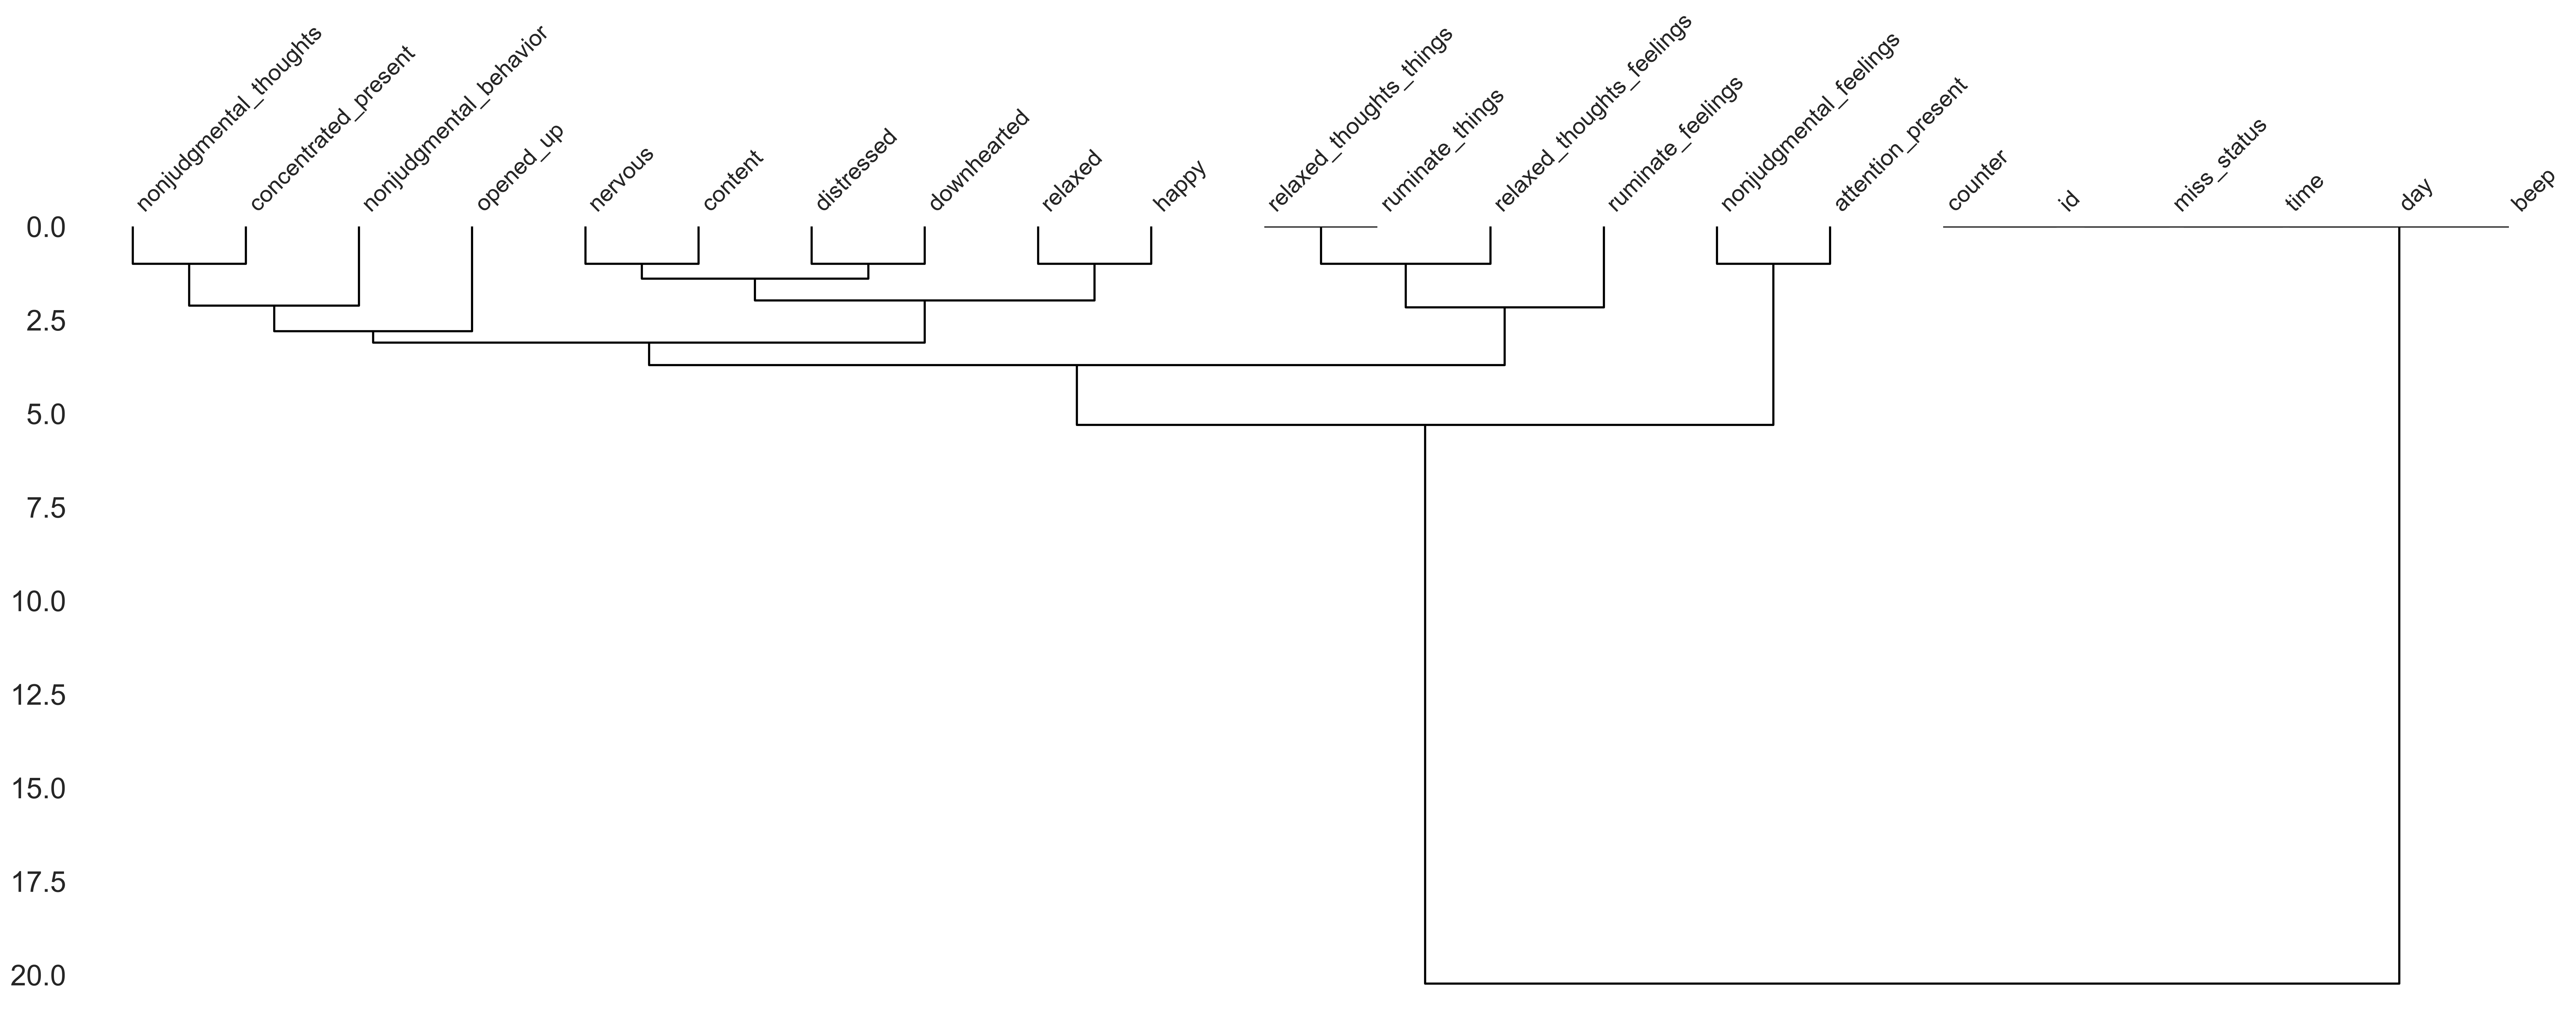 nonjudgmental_thoughts
concentrated_present
nonjudgmental_behavior
opened_up
nervous
content
distressed
downhearted
relaxed
happy
relaxed_thoughts_things
ruminate_things
relaxed_thoughts_feelings
ruminate_feelings
nonjudgmental_feelings
attention_present
counter
id
miss_status
time
day
beep
0.0
2.5
5.0
7.5
10.0
12.5
15.0
17.5
20.0